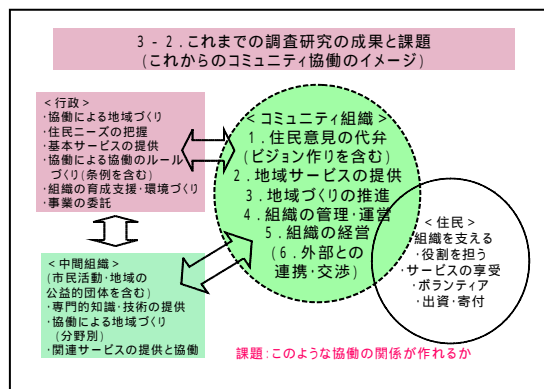 3-2.これまでの調査研究の成果と課題
(これからのコミュニティ協働のイメージ)
<行政>
・協働による地域づくり
・住民ニーズの把握
・基本サービスの提供
・協働による協働のルール
づくり(条例を含む)
・組織の育成支援・環境づくり
・事業の委託
<コミュニティ組織>
1.住民意見の代弁
(ビジョン作りを含む)
2.地域サービスの提供
3.地域づくりの推進
4.組織の管理・運営
5.組織の経営
(6.外部との
連携・交渉)
<中間組織>
(市民活動・地域の
公益的団体を含む)
・専門的知識・技術の提供
・協働による地域づくり
(分野別)
・関連サービスの提供と協働
<住民>
組織を支える
・役割を担う
・サービスの享受
・ボランティア
・出資・寄付
課題:このような協働の関係が作れるか